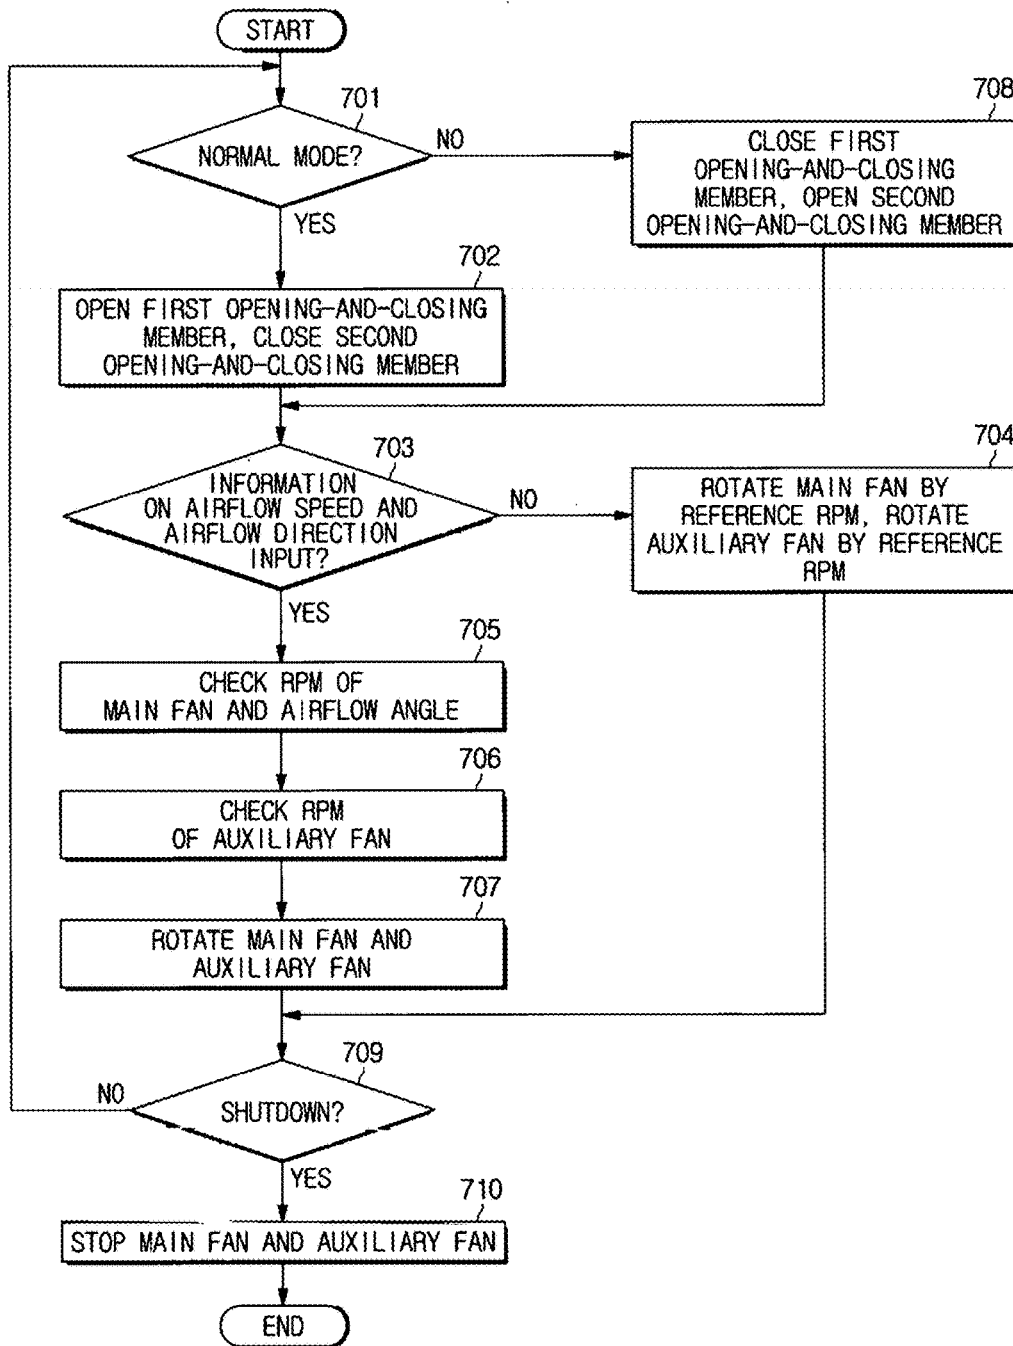 START
701
NORMAL MODE?
NO
YES
708
CLOSE FIRST
OPENING-AND-CLOSING
MEMBER, OPEN SECOND
OPENING-AND-CLOSING MEMBER
702
OPEN FIRST OPENING-AND-CLOSING
MEMBER, CLOSE SECOND
OPENING-AND-CLOSING MEMBER
703
INFORMATION
ON AIRFLOW SPEED AND
AIRFLOW DIRECTION
INPUT?
NO
YES
704
ROTATE MAIN FAN BY
REFERENCE RPM, ROTATE
AUXILIARY FAN BY REFERENCE
RPM
705
CHECK RPM OF
MAIN FAN AND AIRFLOW ANGLE
706
CHECK RPM
OF AUXILIARY FAN
707
ROTATE MAIN FAN AND
AUXILIARY FAN
709
NO
SHUTDOWN?
YES
710
STOP MAIN FAN AND AUXILIARY FAN
END